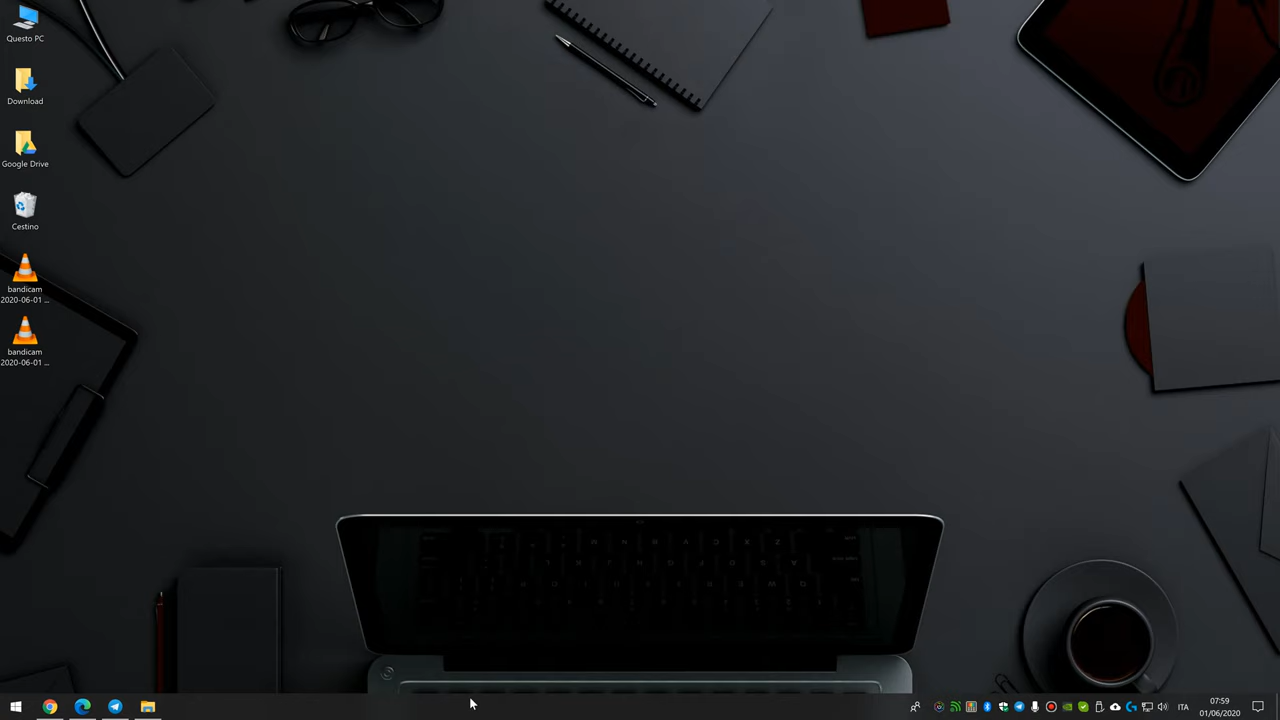 Questo PC
Download
Google Drive
Cestino
bandicam
2020-06-01 ...
bandicam
2020-06-01 ...
ITA
07:59
01/06/2020